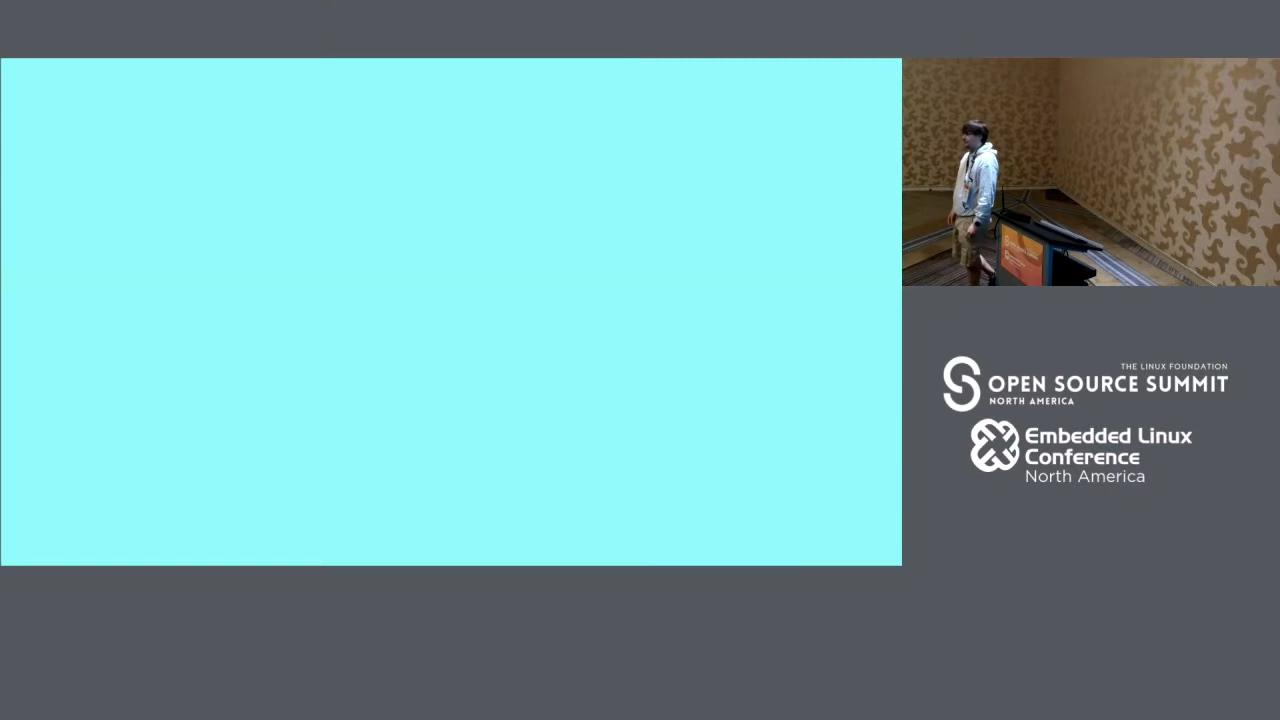 THE LINUX FOUNDATION
OPEN SOURCE SUMMIT
NORTH AMERICA
Embedded Linux
Conference
North America